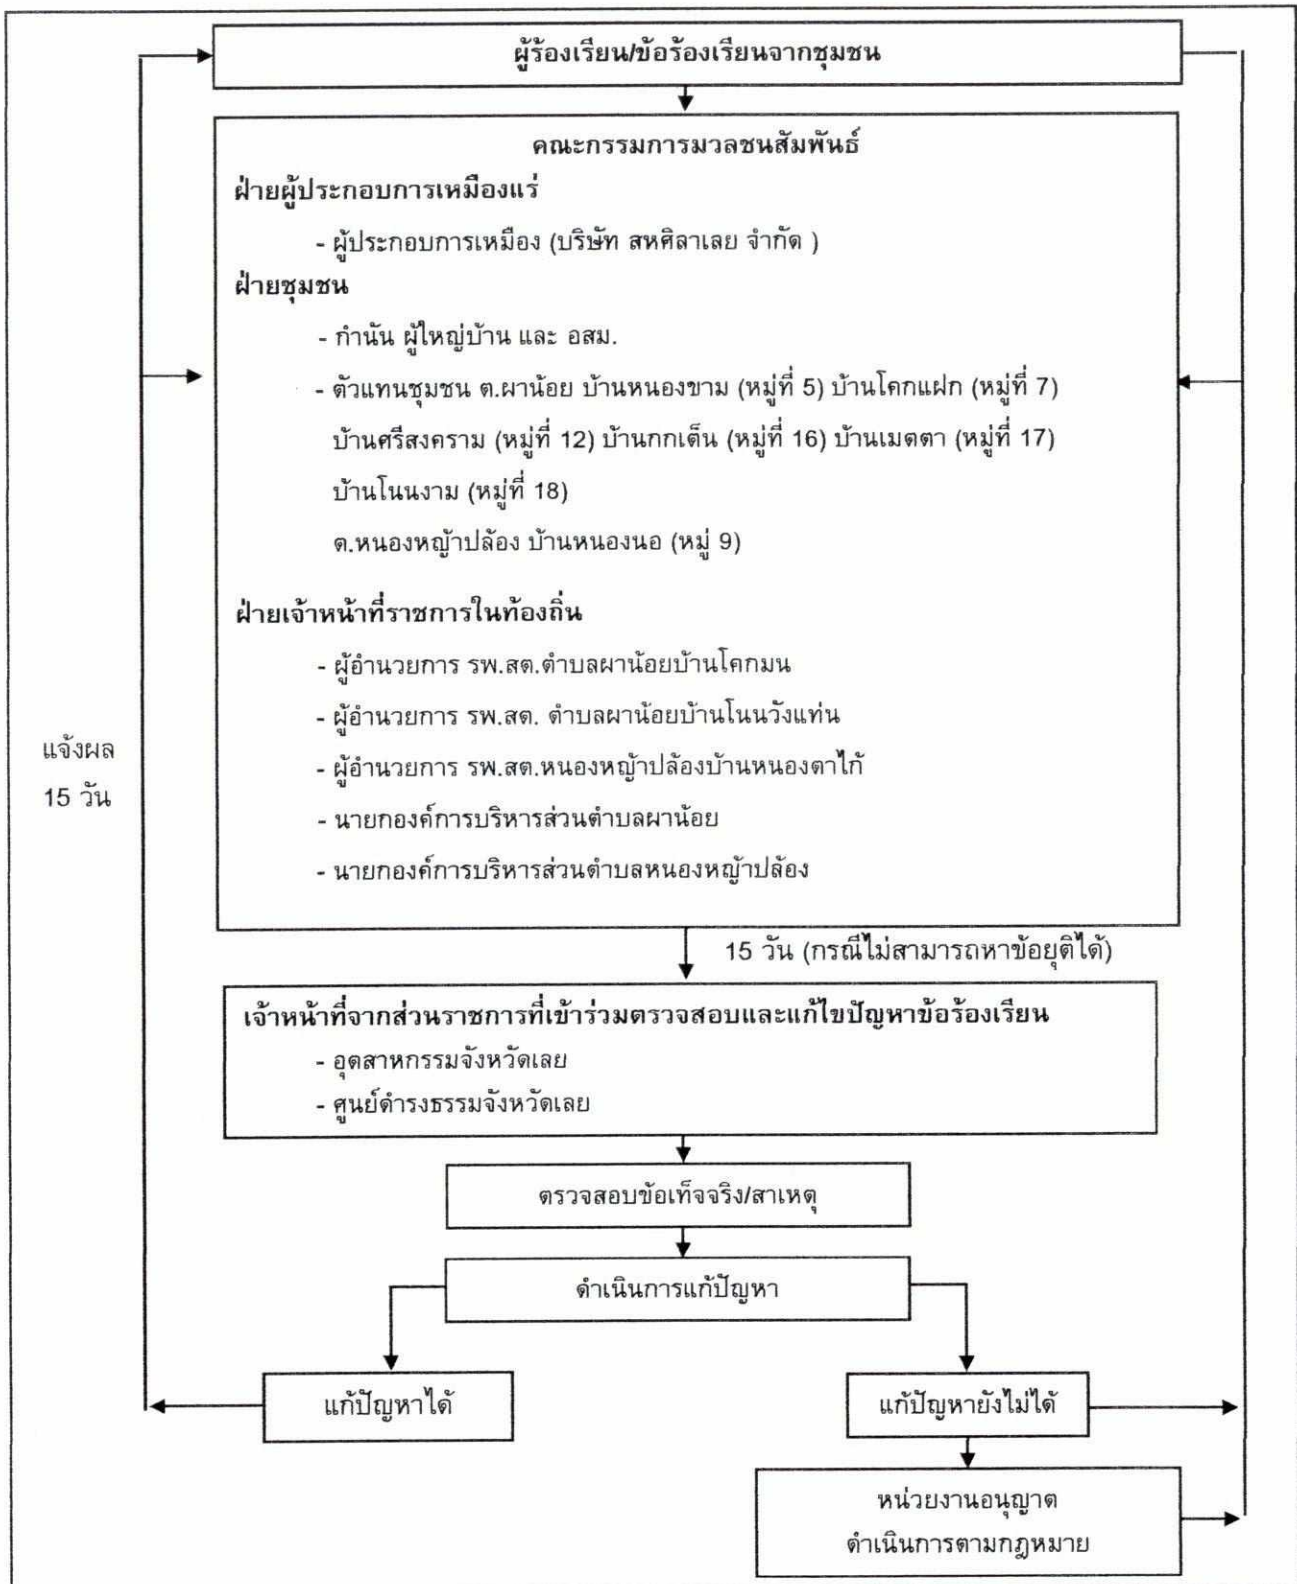 ผู้ร้องเรียน/ข้อร้องเรียนจากชุมชน
คณะกรรมการมวลชนสัมพันธ์
ฝ่ายผู้ประกอบการเหมืองแร่
- ผู้ประกอบการเหมือง (บริษัท สหศิลาเลย จำกัด )
ฝ่ายชุมชน
- กำนัน ผู้ใหญ่บ้าน และ อสม.
- ตัวแทนชุมชน ต.ผาน้อย บ้านหนองขาม (หมู่ที่ 5) บ้านโคกแฝก (หมู่ที่ 7)
บ้านศรีสงคราม (หมู่ที่ 12) บ้านกกเต็น (หมู่ที่ 16) บ้านเมตตา (หมู่ที่ 17)
บ้านโนนงาม (หมู่ที่ 18)
ต.หนองหญ้าปล้อง บ้านหนองนอ (หมู่ 9)
ฝ่ายเจ้าหน้าที่ราชการในท้องถิ่น
- ผู้อำนวยการ รพ.สต.ตำบลผาน้อยบ้านโคกมน
- ผู้อำนวยการ รพ.สต. ตำบลผาน้อยบ้านโนนวังแท่น
- ผู้อำนวยการ รพ.สต.หนองหญ้าปล้องบ้านหนองตาไก้
- นายกองค์การบริหารส่วนตำบลผาน้อย
- นายกองค์การบริหารส่วนตำบลหนองหญ้าปล้อง
แจ้งผล
15 วัน
15 วัน (กรณีไม่สามารถหาข้อยุติได้)
เจ้าหน้าที่จากส่วนราชการที่เข้าร่วมตรวจสอบและแก้ไขปัญหาข้อร้องเรียน
- อุตสาหกรรมจังหวัดเลย
- ศูนย์ดำรงธรรมจังหวัดเลย
ตรวจสอบข้อเท็จจริง/สาเหตุ
ดำเนินการแก้ปัญหา
แก้ปัญหาได้
แก้ปัญหายังไม่ได้
หน่วยงานอนุญาต
ดำเนินการตามกฎหมาย